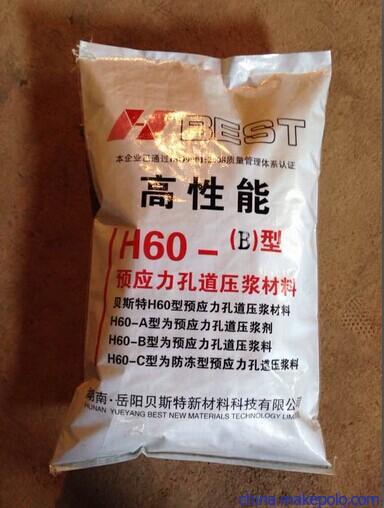 H BEST
本企业已通过ISO9001:2008质量管理体系认证
高性能
H60-(B)型
预应力孔道压浆材料
贝斯特H60型预应力孔道压浆材料
H60-A型为预应力孔道压浆剂
H60-B型为预应力孔道压浆料
H60-C型为防冻型预应力孔道压浆料
湖南·岳阳贝斯特新材料科技有限公司
HUNAN YUEYANG BEST NEW MATERIALS TECHNOLOGY LIMI
china.makepolo.com